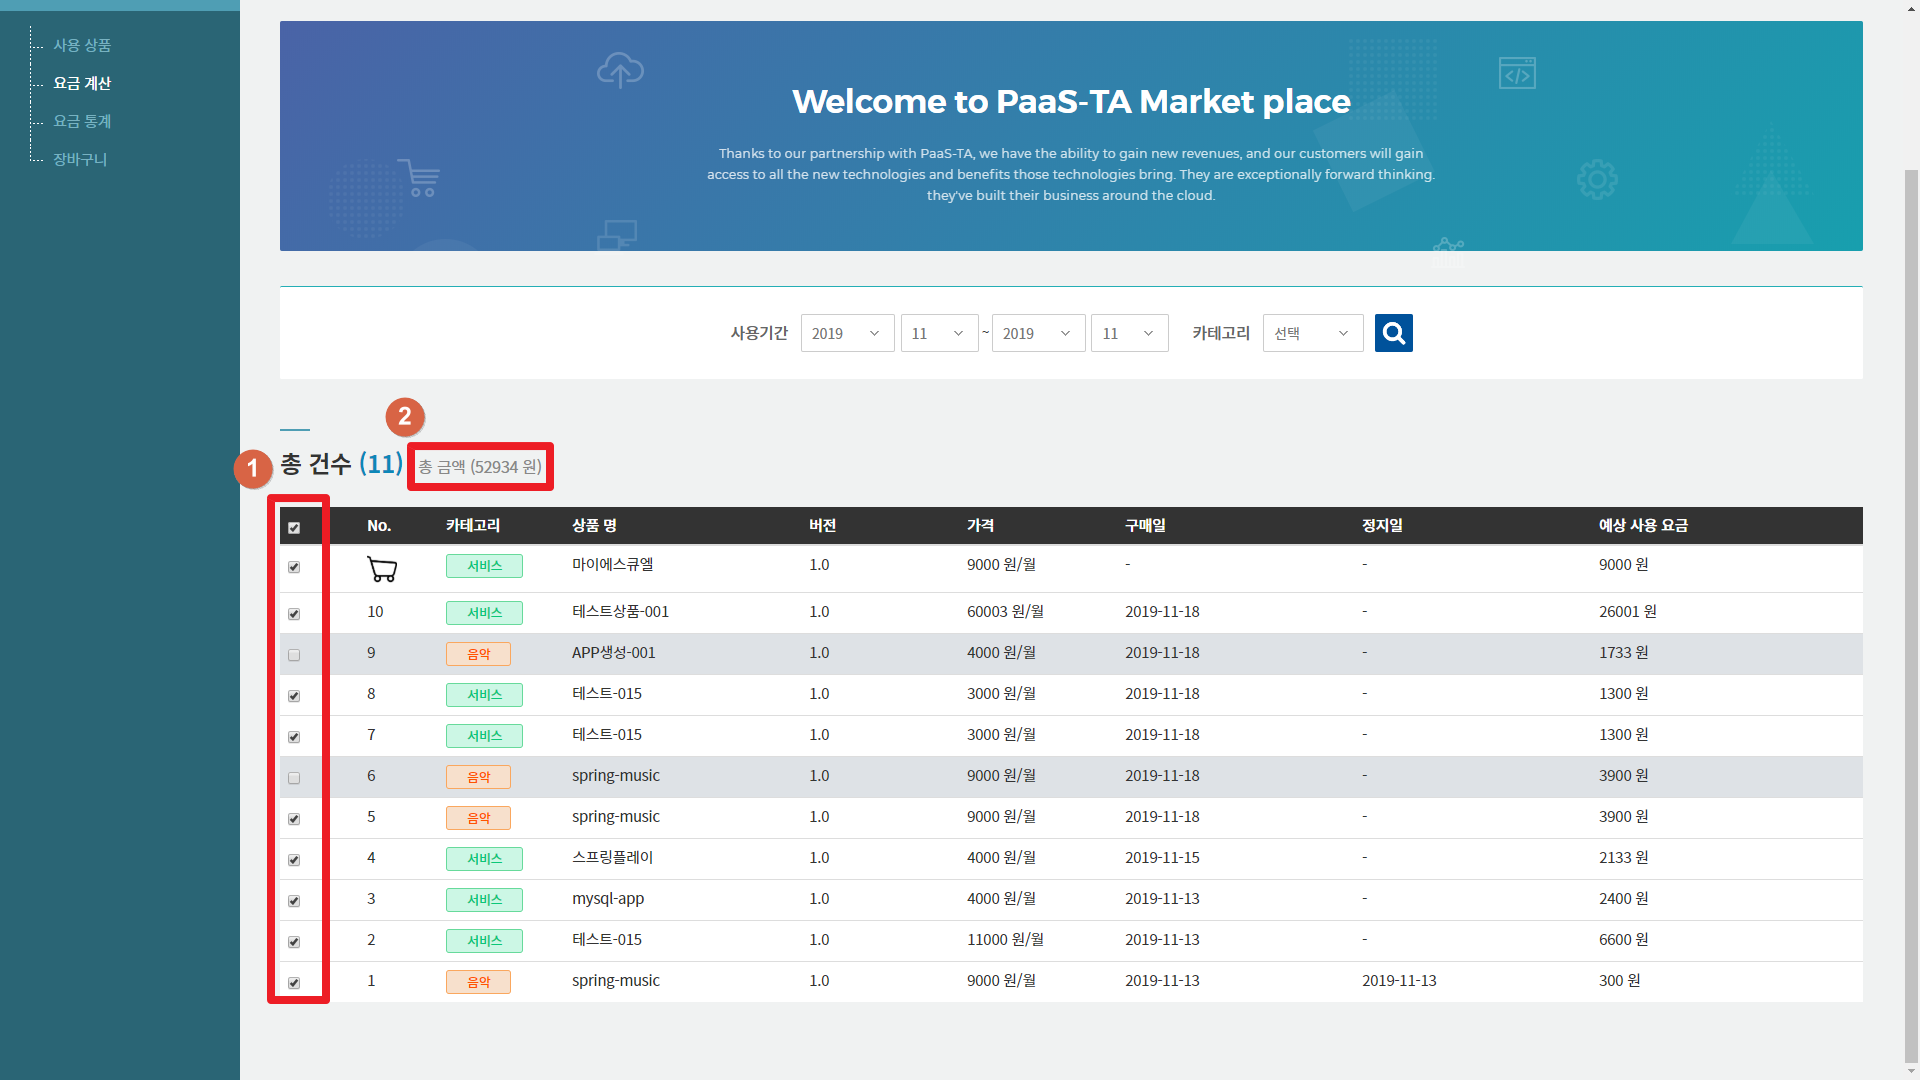 사용 상품
요금 계산
요금 통계
장바구니
Welcome to PaaS-TA Market place
Thanks to our partnership with PaaS-TA, we have the ability to gain new revenues, and our customers will gain
access to all the new technologies and benefits those technologies bring. They are exceptionally forward thinking.
they've built their business around the cloud.
사용기간 2019 11 ~ 2019 11 카테고리 선택
2
1 총 건수 (11) 총 금액 (52934 원)
No. 카테고리 상품 명 버전 가격 구매일 정지일 예상 사용 요금
서비스 마이에스큐엘 1.0 9000 원/월 - - 9000 원
10 서비스 테스트상품-001 1.0 60003 원/월 2019-11-18 - 26001 원
9 음악 APP생성-001 1.0 4000 원/월 2019-11-18 - 1733 원
8 서비스 테스트-015 1.0 3000 원/월 2019-11-18 - 1300 원
7 서비스 테스트-015 1.0 3000 원/월 2019-11-18 - 1300 원
6 음악 spring-music 1.0 9000 원/월 2019-11-18 - 3900 원
5 음악 spring-music 1.0 9000 원/월 2019-11-18 - 3900 원
4 서비스 스프링플레이 1.0 4000 원/월 2019-11-15 - 2133 원
3 서비스 mysql-app 1.0 4000 원/월 2019-11-13 - 2400 원
2 서비스 테스트-015 1.0 11000 원/월 2019-11-13 - 6600 원
1 음악 spring-music 1.0 9000 원/월 2019-11-13 2019-11-13 300 원